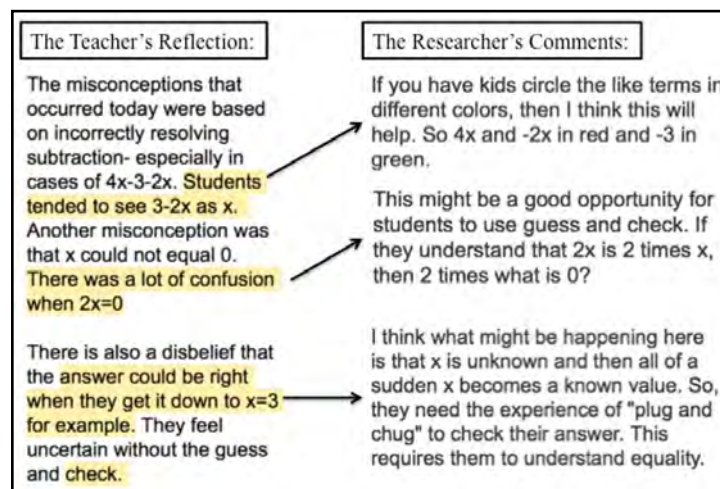 The Teacher's Reflection:
The misconceptions that
occurred today were based
on incorrectly resolving
subtraction- especially in
cases of 4x-3-2x. Students
tended to see 3-2x as x.
Another misconception was
that x could not equal 0.
There was a lot of confusion
when 2x=0
There is also a disbelief that
the answer could be right
when they get it down to x=3
for example. They feel
uncertain without the guess
and check.
The Researcher's Comments:
If you have kids circle the like terms in
different colors, then I think this will
help. So 4x and -2x in red and -3 in
green.
This might be a good opportunity for
students to use guess and check. If
they understand that 2x is 2 times x,
then 2 times what is 0?
I think what might be happening here
is that x is unknown and then all of a
sudden x becomes a known value. So,
they need the experience of "plug and
chug" to check their answer. This
requires them to understand equality.